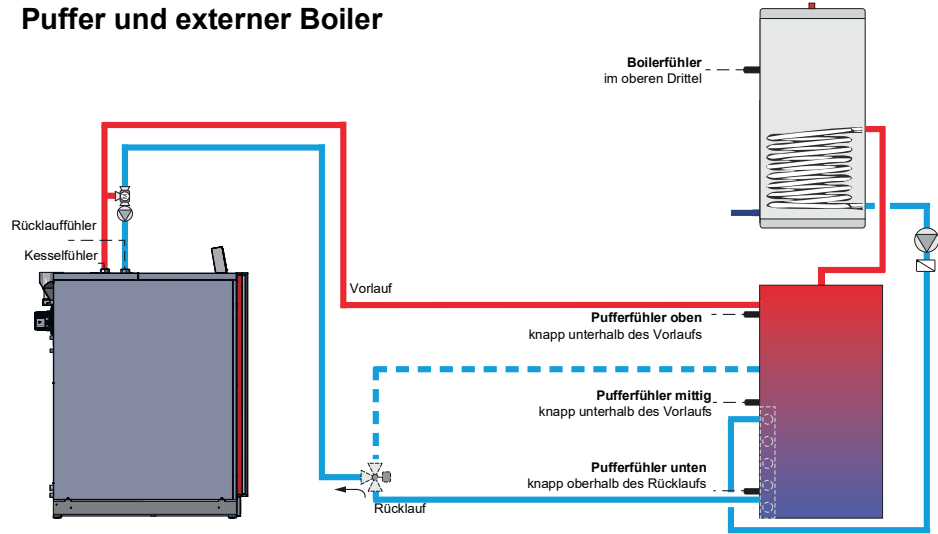 Puffer und externer Boiler
Boilerfühler
im oberen Drittel
Rücklauffühler
Kesselfühler
Vorlauf
Pufferfühler oben
knapp unterhalb des Vorlaufs
Pufferfühler mittig
knapp unterhalb des Vorlaufs
Pufferfühler unten
knapp oberhalb des Rücklaufs
Rücklauf